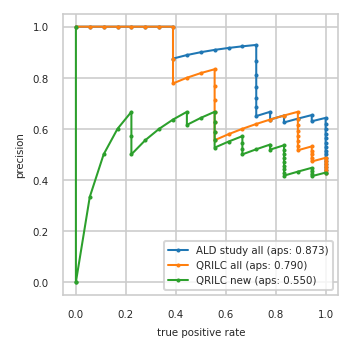 1.0
0.8
0.6
0.4
0.2
0.0
precision
ALD study all (aps: 0.873)
QRILC all (aps: 0.790)
QRILC new (aps: 0.550)
0.0 0.2 0.4 0.6 0.8 1.0
true positive rate